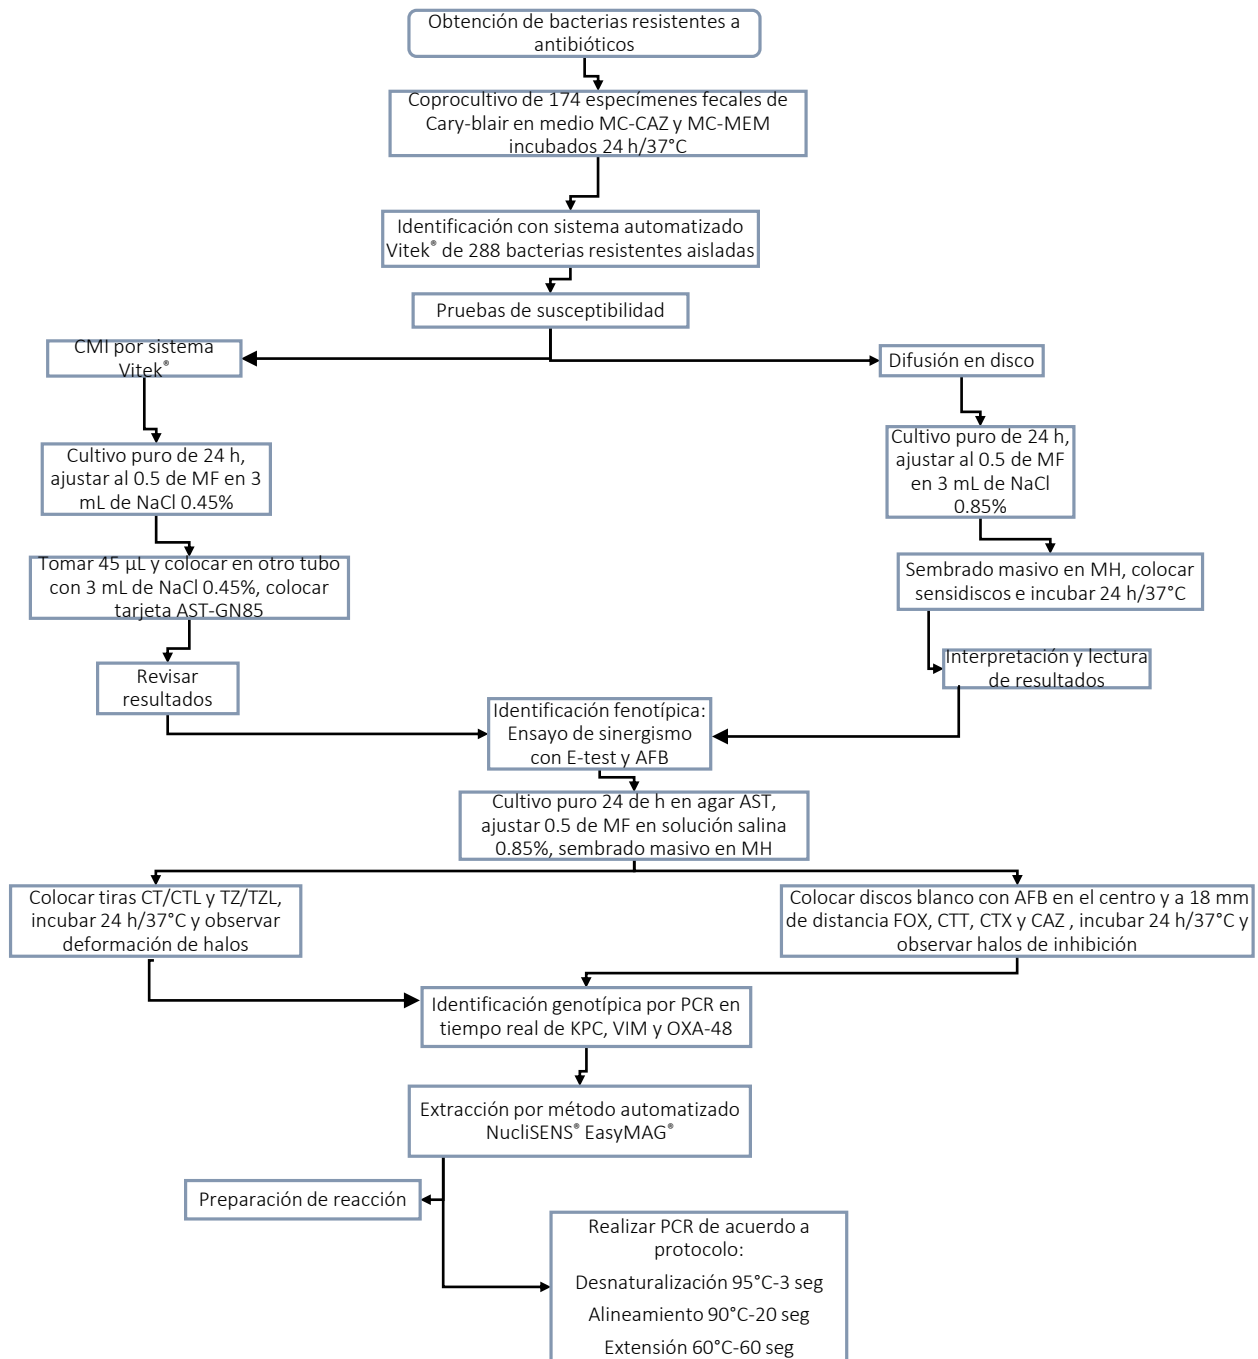 Obtención de bacterias resistentes a
antibióticos
Coprocultivo de 174 especímenes fecales de
Cary-blair en medio MC-CAZ y MC-MEM
incubados 24 h/37°C
Identificación con sistema automatizado
Vitek® de 288 bacterias resistentes aisladas
Pruebas de susceptibilidad
CMI por sistema
Vitek®
Difusión en disco
Cultivo puro de 24 h,
ajustar al 0.5 de MF en 3
mL de NaCl 0.45%
Cultivo puro de 24 h,
ajustar al 0.5 de MF
en 3 mL de NaCl
0.85%
Tomar 45 µL y colocar en otro tubo
con 3 mL de NaCl 0.45%, colocar
tarjeta AST-GN85
Sembrado masivo en MH, colocar
sensidiscos e incubar 24 h/37°C
Revisar
resultados
Interpretación y lectura
de resultados
Identificación fenotípica:
Ensayo de sinergismo
con E-test y AFB
Cultivo puro 24 de h en agar AST,
ajustar 0.5 de MF en solución salina
0.85%, sembrado masivo en MH
Colocar tiras CT/CTL y TZ/TZL,
incubar 24 h/37°C y observar
deformación de halos
Colocar discos blanco con AFB en el centro y a 18 mm
de distancia FOX, CTT, CTX y CAZ , incubar 24 h/37°C y
observar halos de inhibición
Identificación genotípica por PCR en
tiempo real de KPC, VIM y OXA-48
Extracción por método automatizado
NucliSENS® EasyMAG®
Preparación de reacción
Realizar PCR de acuerdo a
protocolo:
Desnaturalización 95°C-3 seg
Alineamiento 90°C-20 seg
Extensión 60°C-60 seg